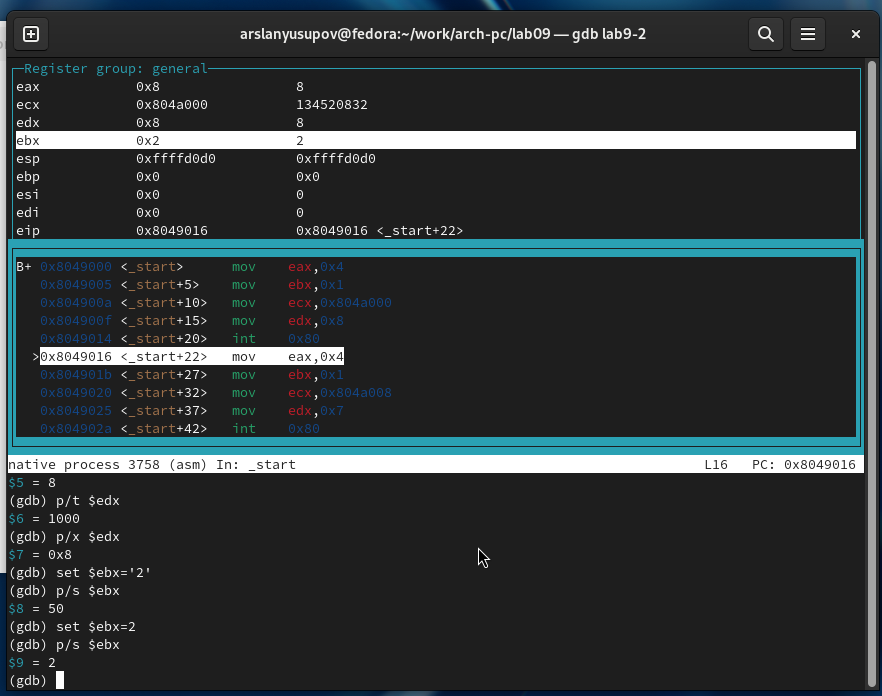 arslanyusupov@fedora:~/work/arch-pc/lab09 — gdb lab9-2
Register group: general
eax 0x8 8
ecx 0x804a000 134520832
edx 0x8 8
ebx 0x2 2
esp 0xffffd0d0 0xffffd0d0
ebp 0x0 0x0
esi 0x0 0
edi 0x0 0
eip 0x8049016 0x8049016 <_start+22>
B+ 0x8049000 <_start> mov eax,0x4
0x8049005 <_start+5> mov ebx,0x1
0x804900a <_start+10> mov ecx,0x804a000
0x804900f <_start+15> mov edx,0x8
0x8049014 <_start+20> int 0x80
>0x8049016 <_start+22> mov eax,0x4
0x804901b <_start+27> mov ebx,0x1
0x8049020 <_start+32> mov ecx,0x804a008
0x8049025 <_start+37> mov edx,0x7
0x804902a <_start+42> int 0x80
native process 3758 (asm) In: _start L16 PC: 0x8049016
$5 = 8
(gdb) p/t $edx
$6 = 1000
(gdb) p/x $edx
$7 = 0x8
(gdb) set $ebx='2'
(gdb) p/s $ebx
$8 = 50
(gdb) set $ebx=2
(gdb) p/s $ebx
$9 = 2
(gdb)